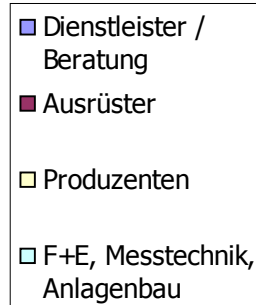 Dienstleister /
Beratung
Ausrüster
Produzenten
F+E, Messtechnik,
Anlagenbau